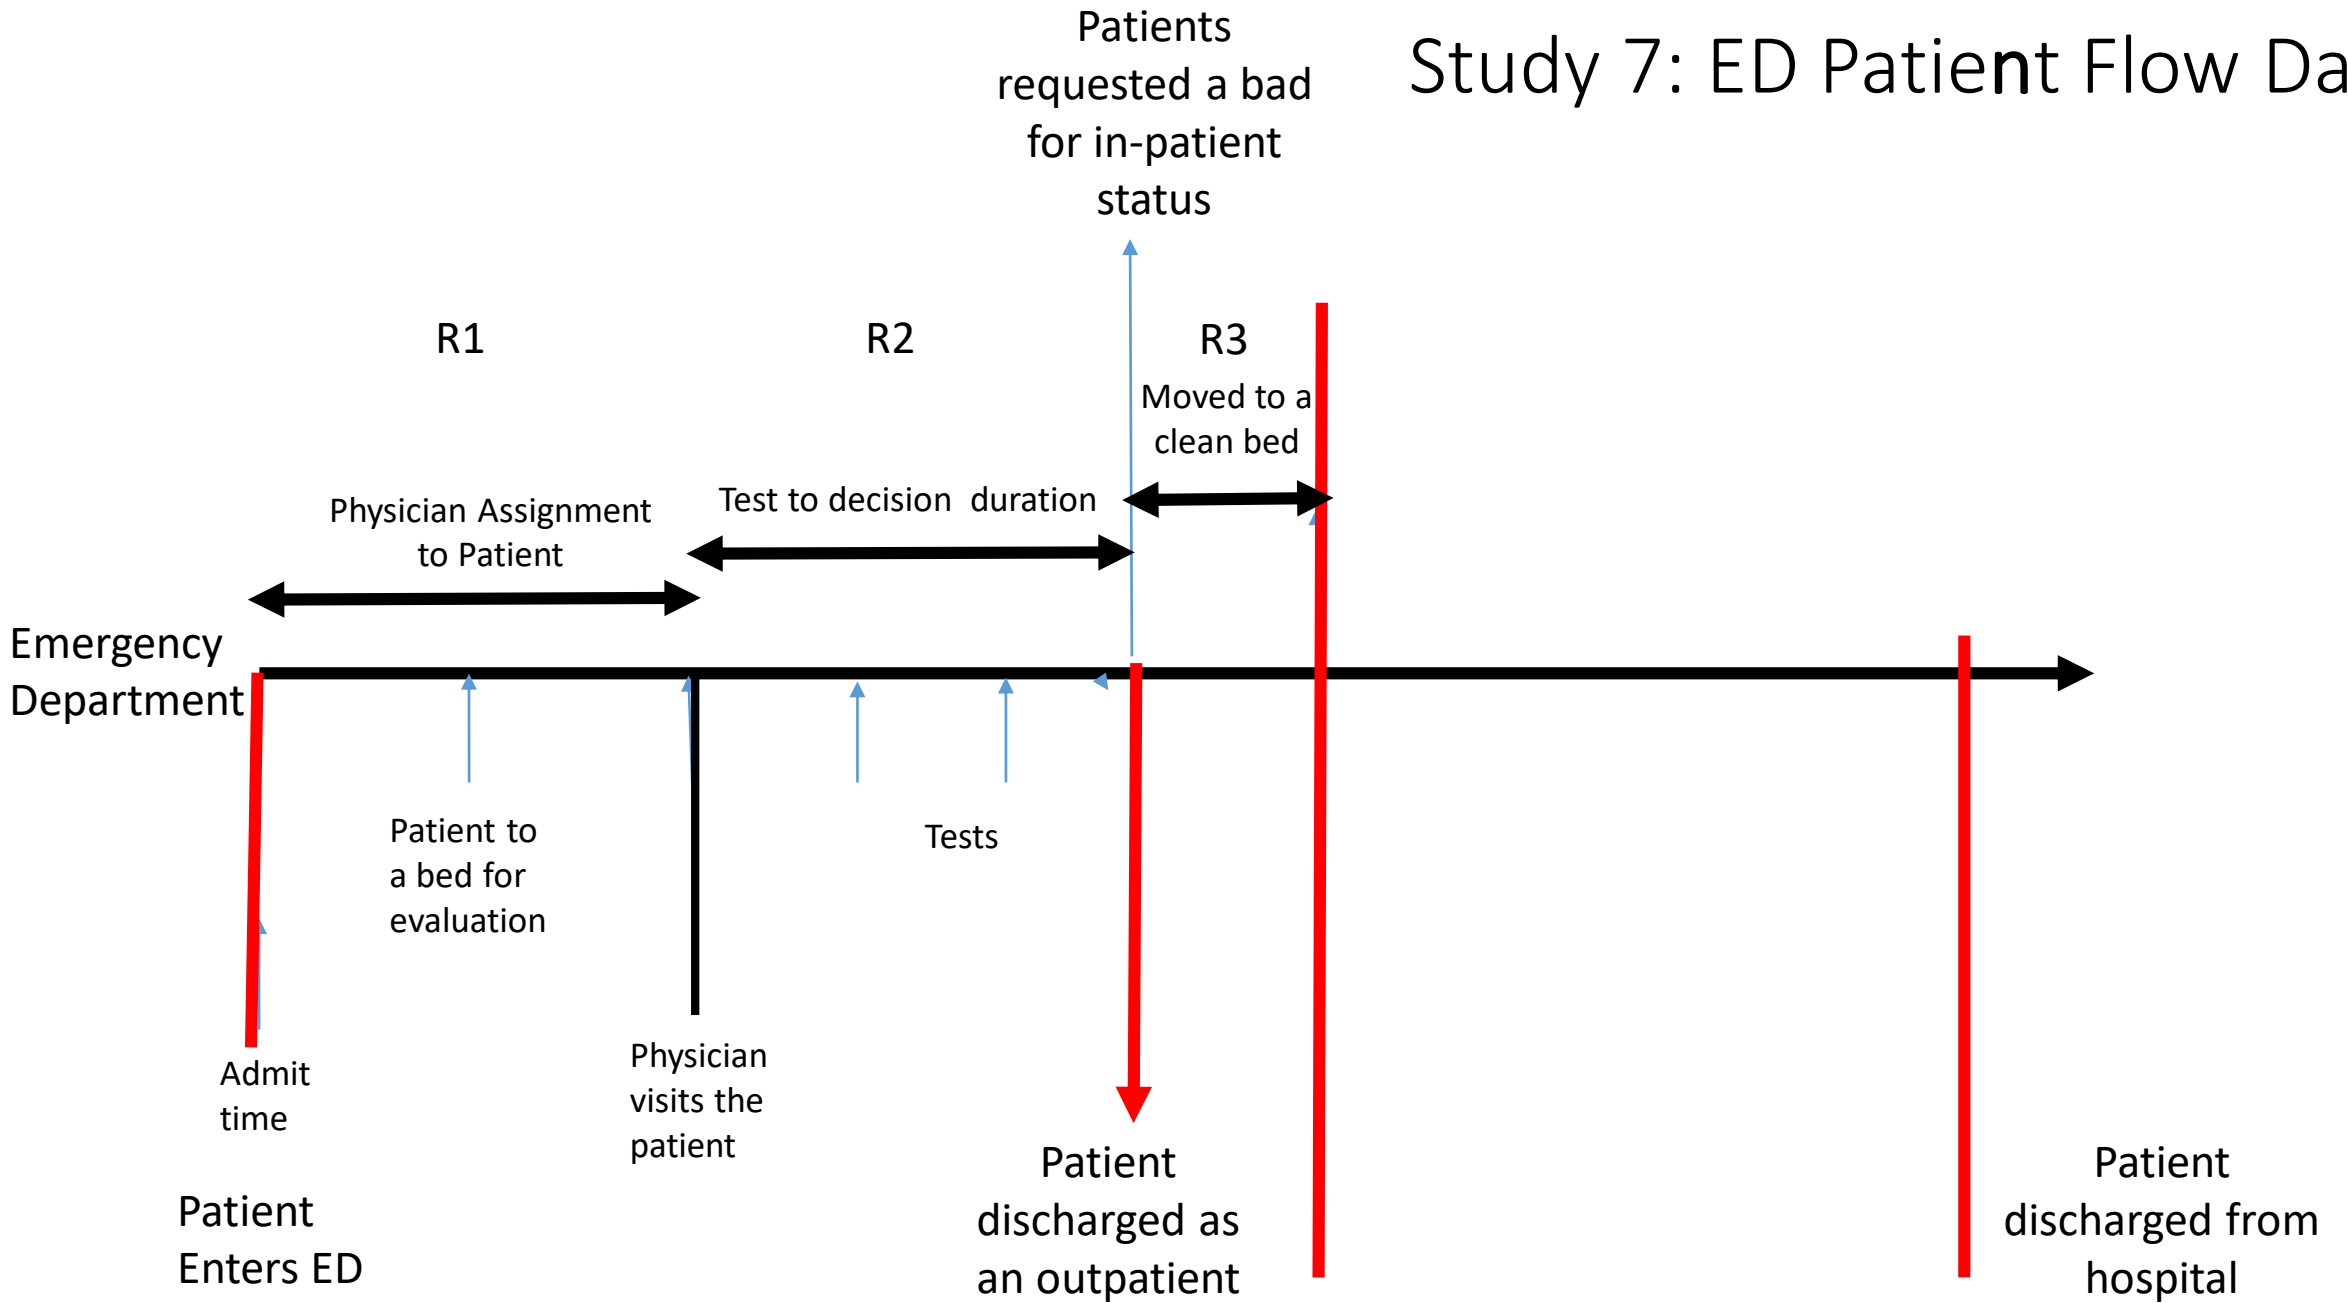 Study 7: ED Patient Flow Da
Patients
requested a bad
for in-patient
status
R1
R2
R3
Moved to a
clean bed
Physician Assignment
to Patient
Test to decision duration
Emergency
Department
Patient to
a bed for
evaluation
Tests
Admit
time
Physician
visits the
patient
Patient
Enters ED
Patient
discharged as
an outpatient
Patient
discharged from
hospital